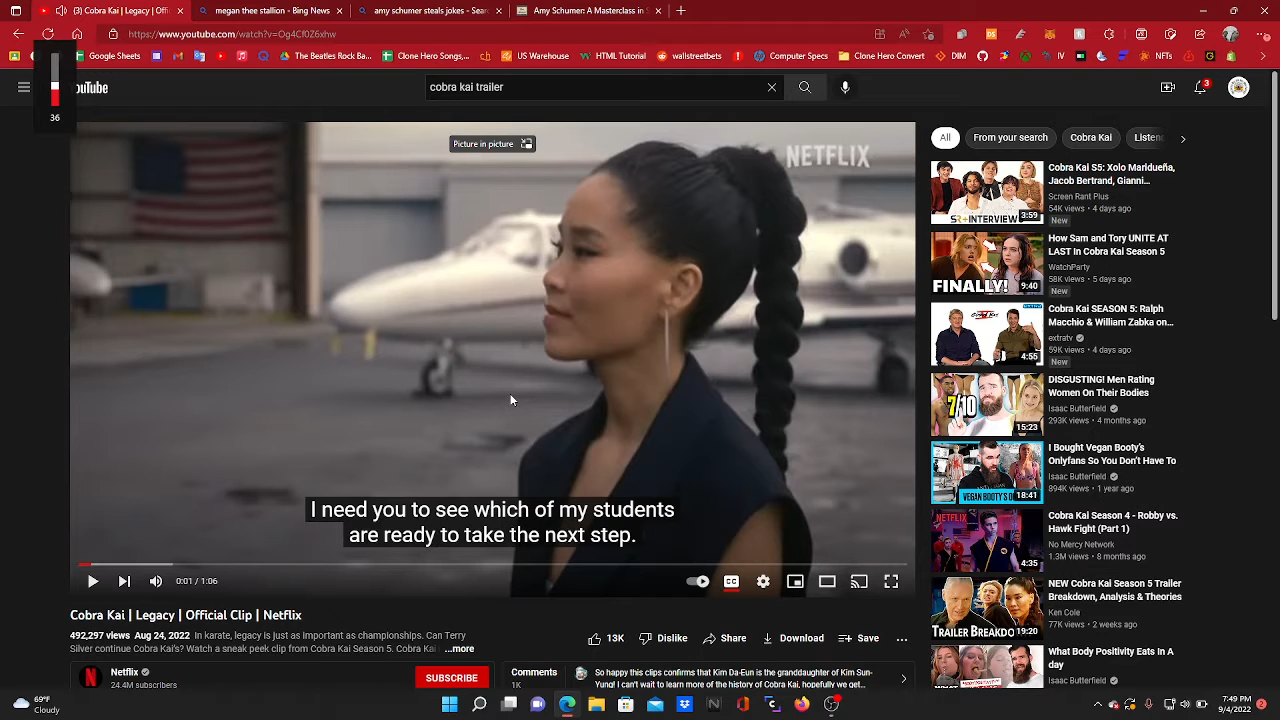 (3) Cobra Kai | Legacy | Offi
megan thee stallion - Bing News
amy schumer steals jokes - Sear
Amy Schumer: A Masterclass in S
https://www.youtube.com/watch?v=Og4Cf0Z6xhw
Google Sheets
The Beatles Rock Ba...
Clone Hero Songs,...
US Warehouse
HTML Tutorial
wallstreetbets
Computer Specs
Clone Hero Convert
DIM
IV
NFTs
36
ouTube
cobra kai trailer
3
Picture in picture
NETFLIX
I need you to see which of my students
are ready to take the next step.
0:01 / 1:06
CC
Cobra Kai | Legacy | Official Clip | Netflix
492,297 views Aug 24, 2022 In karate, legacy is just as important as championships. Can Terry
Silver continue Cobra Kai's? Watch a sneak peek clip from Cobra Kai Season 5. Cobra Kai ...more
13K
Dislike
Share
Download
Save
Netflix
24.4M subscribers
SUBSCRIBE
Comments
1K
So happy this clips confirms that Kim Da-Eun is the granddaughter of Kim Sun-
Yung! I can't wait to learn more of the history of Cobra Kai, hopefully we get...
All
From your search
Cobra Kai
Listenc
SR+INTERVIEW
3:59
Cobra Kai S5: Xolo Maridueña,
Jacob Bertrand, Gianni...
Screen Rant Plus
54K views • 4 days ago
New
FINALLY!
9:40
How Sam and Tory UNITE AT
LAST In Cobra Kai Season 5
WatchParty
58K views • 5 days ago
New
4:55
Cobra Kai SEASON 5: Ralph
Macchio & William Zabka on...
extratv
59K views • 4 days ago
New
7/10
15:23
DISGUSTING! Men Rating
Women On Their Bodies
Isaac Butterfield
293K views • 4 months ago
VEGAN BOOTY'S O
18:41
I Bought Vegan Booty's
Onlyfans So You Don't Have To
Isaac Butterfield
894K views • 1 year ago
NETFLIX
4:35
Cobra Kai Season 4 - Robby vs.
Hawk Fight (Part 1)
No Mercy Network
1.3M views • 8 months ago
TRAILER BREAKDO
19:20
NEW Cobra Kai Season 5 Trailer
Breakdown, Analysis & Theories
Ken Cole
77K views • 2 weeks ago
What Body Positivity Eats In A
day
Isaac Butterfield
69°F
Cloudy
7:49 PM
9/4/2022
2